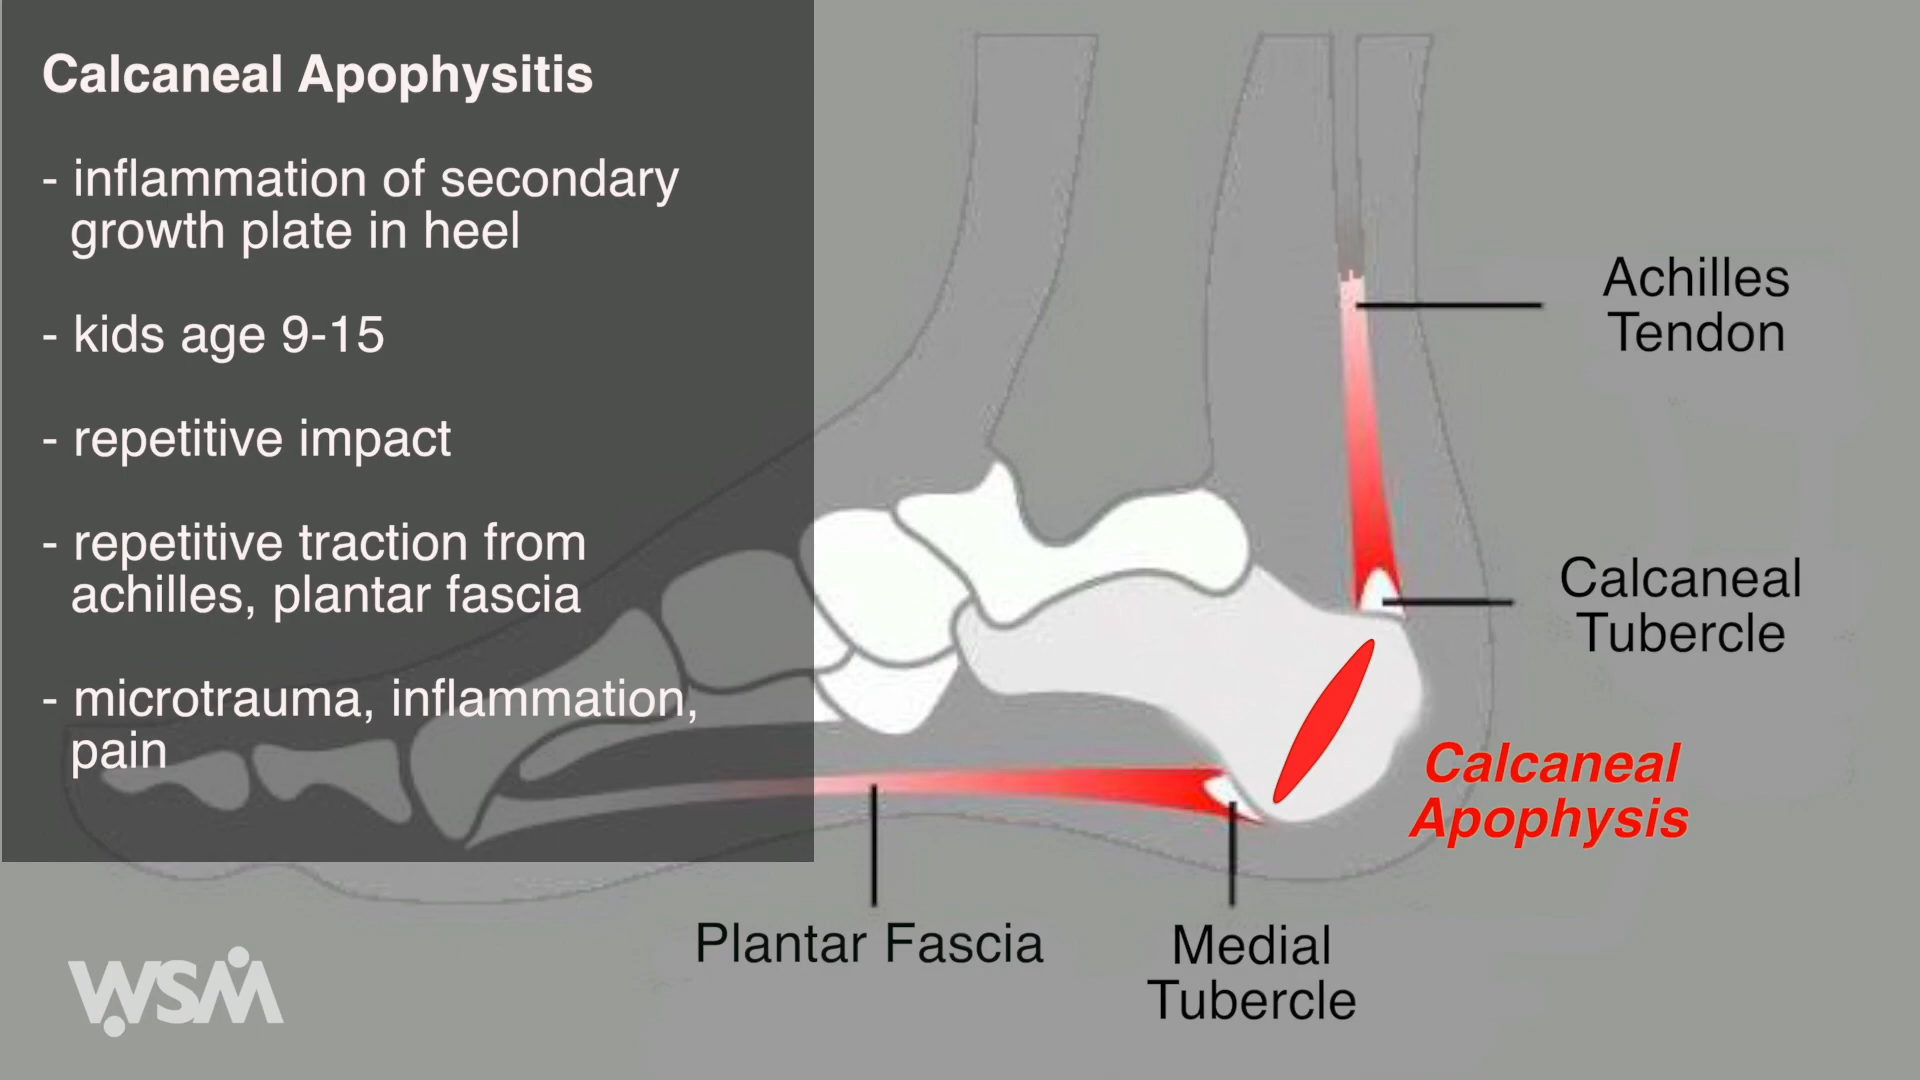 Calcaneal Apophysitis
- inflammation of secondary
growth plate in heel
- kids age 9-15
- repetitive impact
- repetitive traction from
achilles, plantar fascia
- microtrauma, inflammation,
pain
Achilles
Tendon
Calcaneal
Tubercle
Calcaneal
Apophysis
Plantar Fascia
Medial
Tubercle
WSM